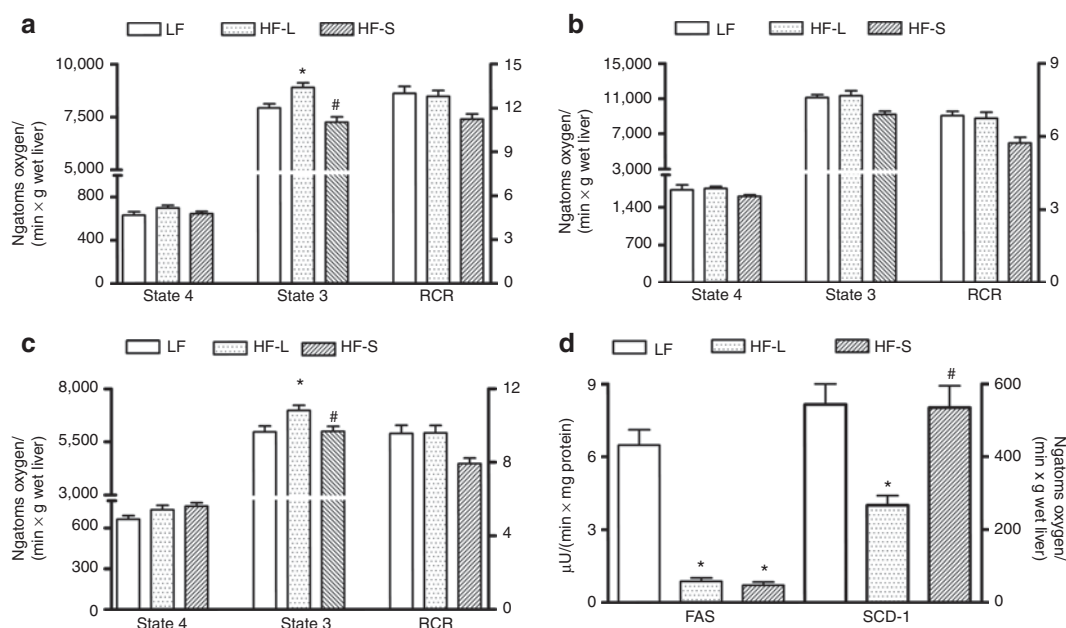 a
LF
HF-L
HF-S
10,000
7,500
5,000
800
400
0
Ngatoms oxygen/
(min × g wet liver)
*
#
15
12
9
6
3
0
State 4
State 3
RCR
b
LF
HF-L
HF-S
15,000
11,000
7,000
3,000
1,400
700
0
Ngatoms oxygen/
(min × g wet liver)
9
6
3
0
State 4
State 3
RCR
c
LF
HF-L
HF-S
8,000
5,500
3,000
600
300
0
Ngatoms oxygen/
(min × g wet liver)
*
#
12
8
4
0
State 4
State 3
RCR
d
LF
HF-L
HF-S
9
6
3
0
µU/(min × mg protein)
*
*
*
#
600
400
200
0
Ngatoms oxygen/
(min x g wet liver)
FAS
SCD-1